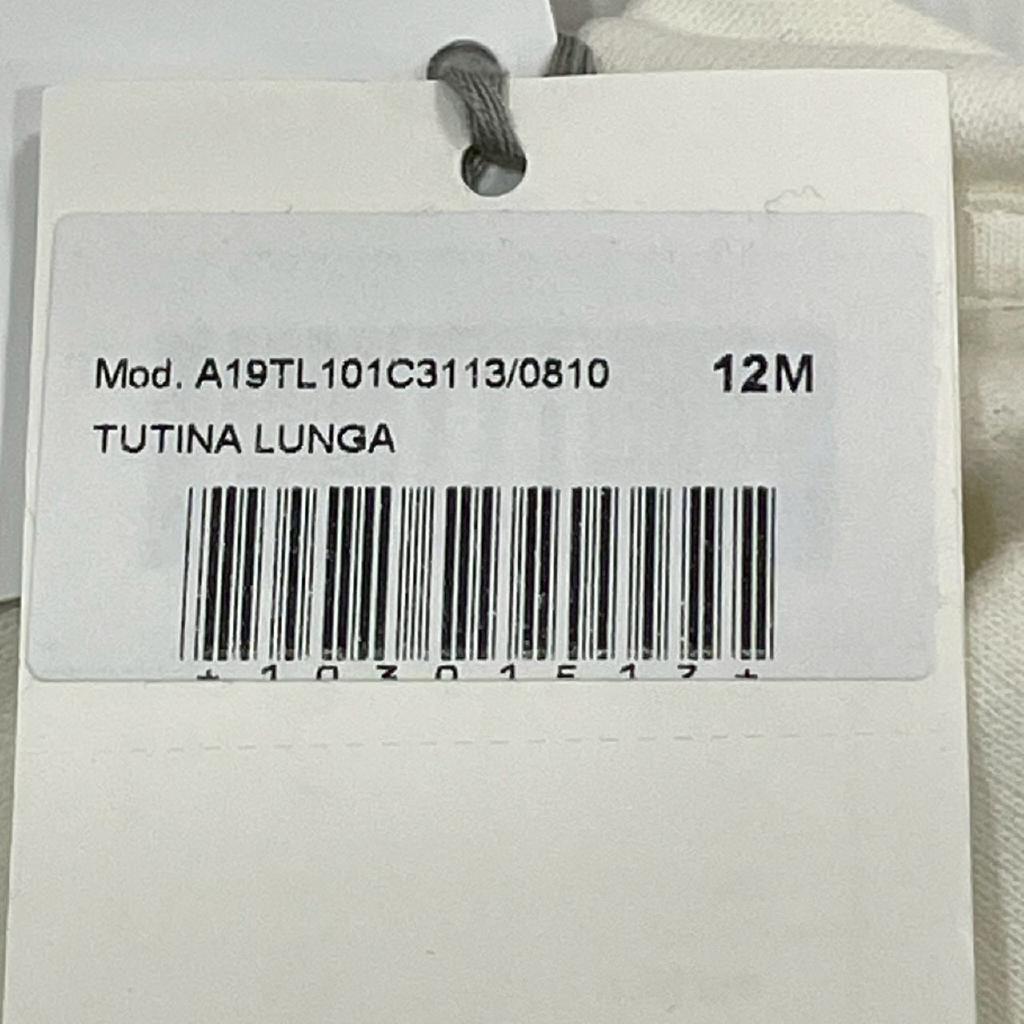 Mod. A19TL101C3113/0810 12M
TUTINA LUNGA